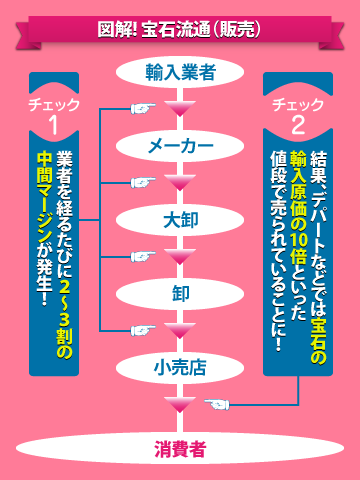 図解!宝石流通(販売)
輸入業者
メーカー
大卸
卸
小売店
消費者
チェック
1
業者を経るたびに2〜3割の
中間マージンが発生!
チェック
2
結果、デパートなどでは宝石の
輸入原価の10倍といった
値段で売られていることに!